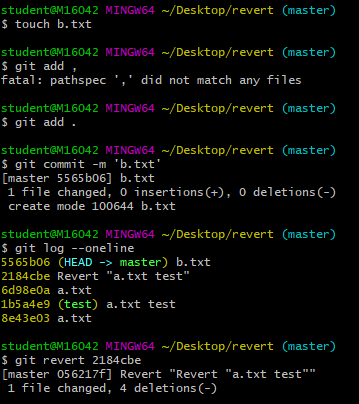 student@M16042 MINGW64 ~/Desktop/revert (master)
$ touch b.txt
student@M16042 MINGW64 ~/Desktop/revert (master)
$ git add ,
fatal: pathspec ',' did not match any files
student@M16042 MINGW64 ~/Desktop/revert (master)
$ git add .
student@M16042 MINGW64 ~/Desktop/revert (master)
$ git commit -m 'b.txt'
[master 5565b06] b.txt
 1 file changed, 0 insertions(+), 0 deletions(-)
 create mode 100644 b.txt
student@M16042 MINGW64 ~/Desktop/revert (master)
$ git log --oneline
5565b06 (HEAD -> master) b.txt
2184cbe Revert "a.txt test"
6d98e0a a.txt
1b5a4e9 (test) a.txt test
8e43e03 a.txt
student@M16042 MINGW64 ~/Desktop/revert (master)
$ git revert 2184cbe
[master 056217f] Revert "Revert "a.txt test""
 1 file changed, 4 deletions(-)